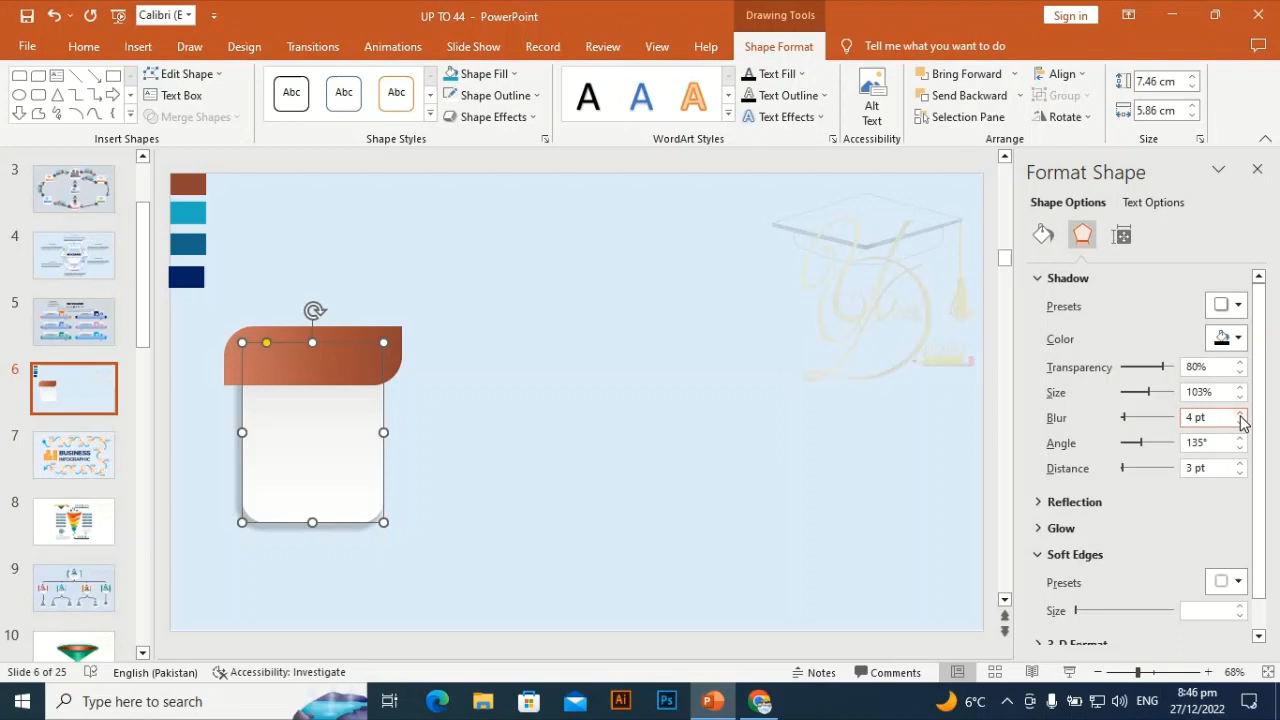 Calibri (E
UP TO 44 - PowerPoint
Drawing Tools
Sign in
File
Home
Insert
Draw
Design
Transitions
Animations
Slide Show
Record
Review
View
Help
Shape Format
Tell me what you want to do
Edit Shape
Text Box
Merge Shapes
Insert Shapes
Abc
Abc
Abc
Shape Fill
Shape Outline
Shape Effects
Shape Styles
A
A
A
Text Fill
Text Outline
Text Effects
WordArt Styles
Alt
Text
Accessibility
Bring Forward
Send Backward
Selection Pane
Align
Group
Rotate
Arrange
7.46 cm
5.86 cm
Size
3
4
5
6
7
BUSINESS
INFOGRAPHIC
8
9
10
Format Shape
Shape Options
Text Options
Shadow
Presets
Color
Transparency
80%
Size
103%
Blur
4 pt
Angle
135°
Distance
3 pt
Reflection
Glow
Soft Edges
Presets
Size
3-D Format
Slide 6 of 25
English (Pakistan)
Accessibility: Investigate
Notes
Comments
68%
Type here to search
Ai
Ps
6°C
ENG
8:46 pm
27/12/2022